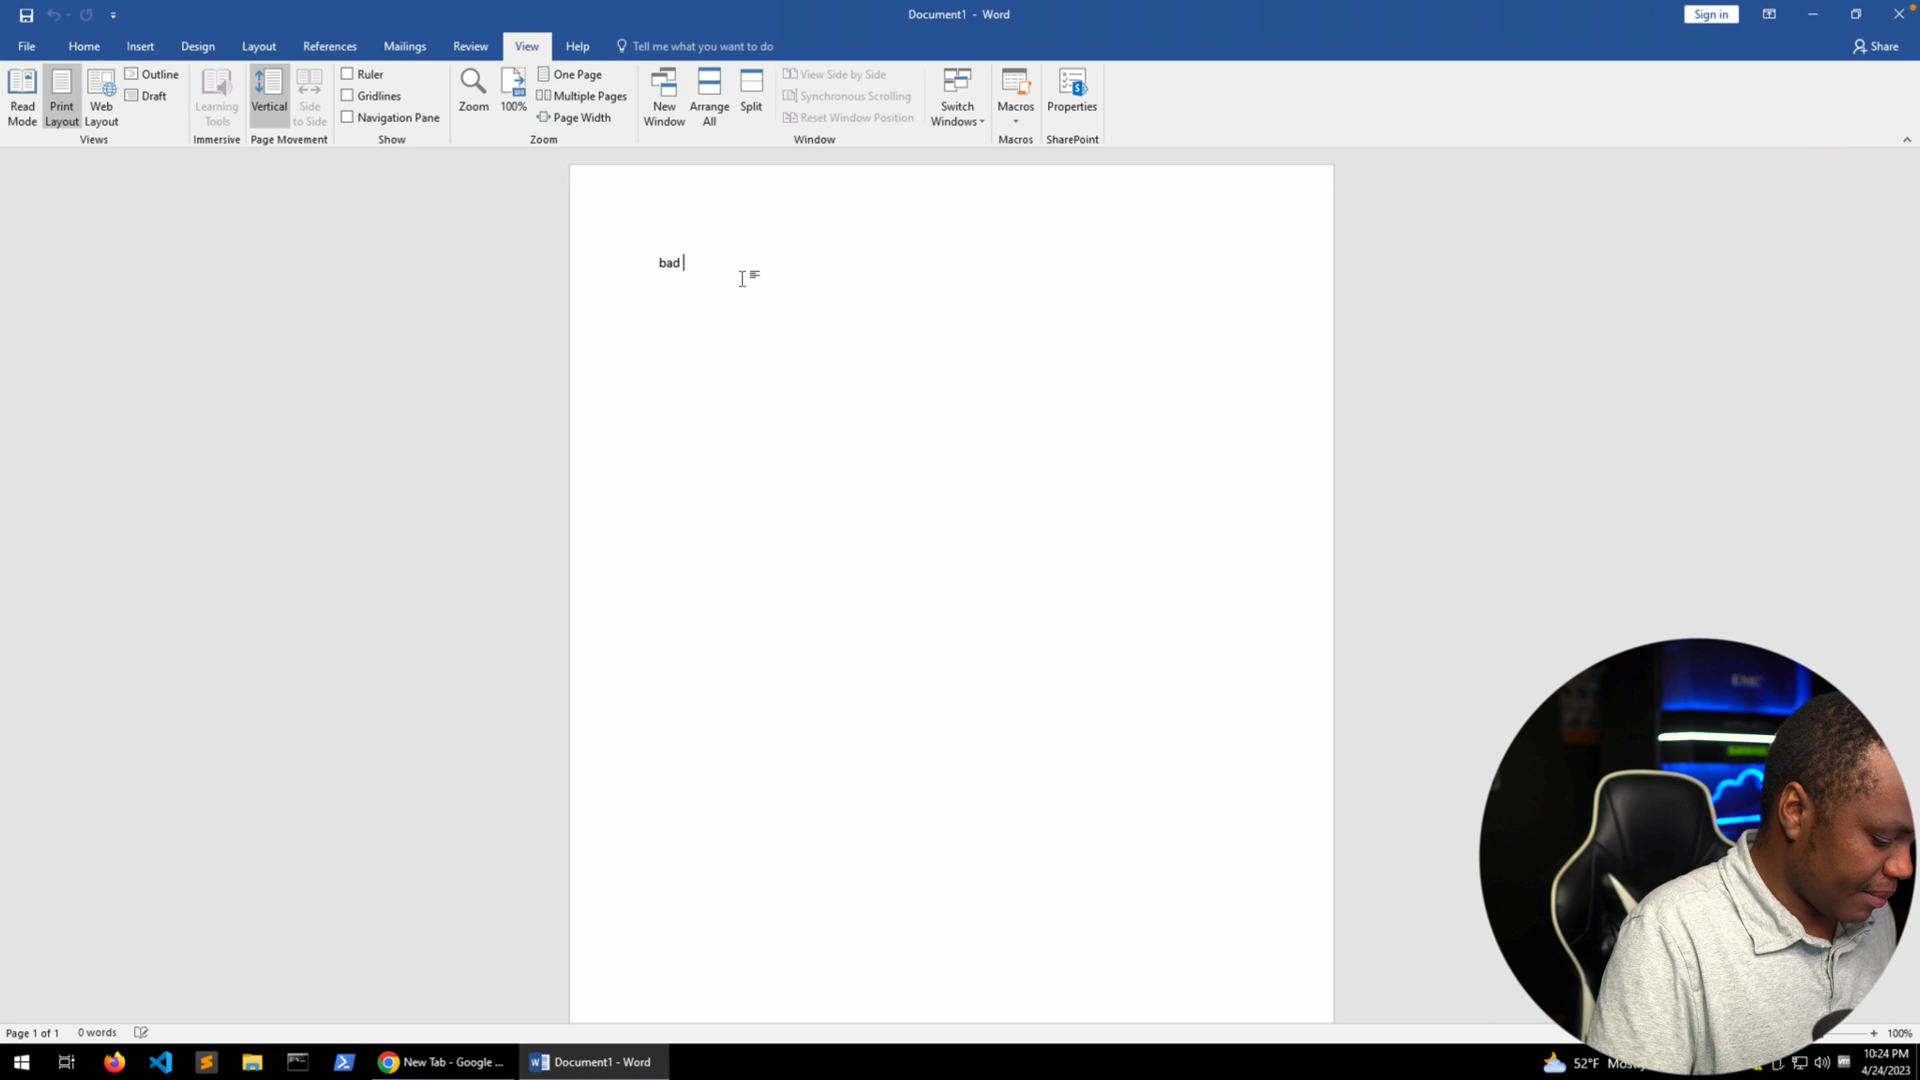 Document1 - Word
Sign in
File Home Insert Design Layout References Mailings Review View Help Tell me what you want to do
Share
Read Mode
Print Layout
Web Layout
Outline
Draft
Views
Learning Tools
Immersive
Vertical
Side to Side
Page Movement
Ruler
Gridlines
Navigation Pane
Show
Zoom
100%
One Page
Multiple Pages
Page Width
Zoom
New Window
Arrange All
Split
View Side by Side
Synchronous Scrolling
Reset Window Position
Switch Windows
Window
Macros
Macros
Properties
SharePoint
bad
EMC
Page 1 of 1 0 words
100%
New Tab - Google ...
Document1 - Word
52°F
10:24 PM
4/24/2023